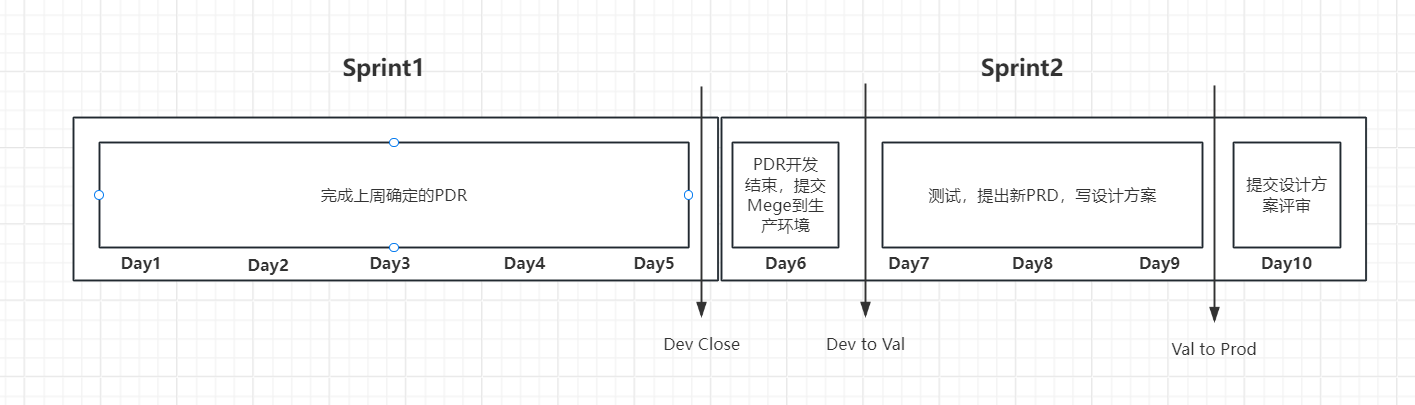 Sprint1
Sprint2
完成上周确定的PDR
PDR开发
结束，提交
Mege到生
产环境
测试，提出新PRD，写设计方案
提交设计方
案评审
Day1
Day2
Day3
Day4
Day5
Day6
Day7
Day8
Day9
Day10
Dev Close
Dev to Val
Val to Prod